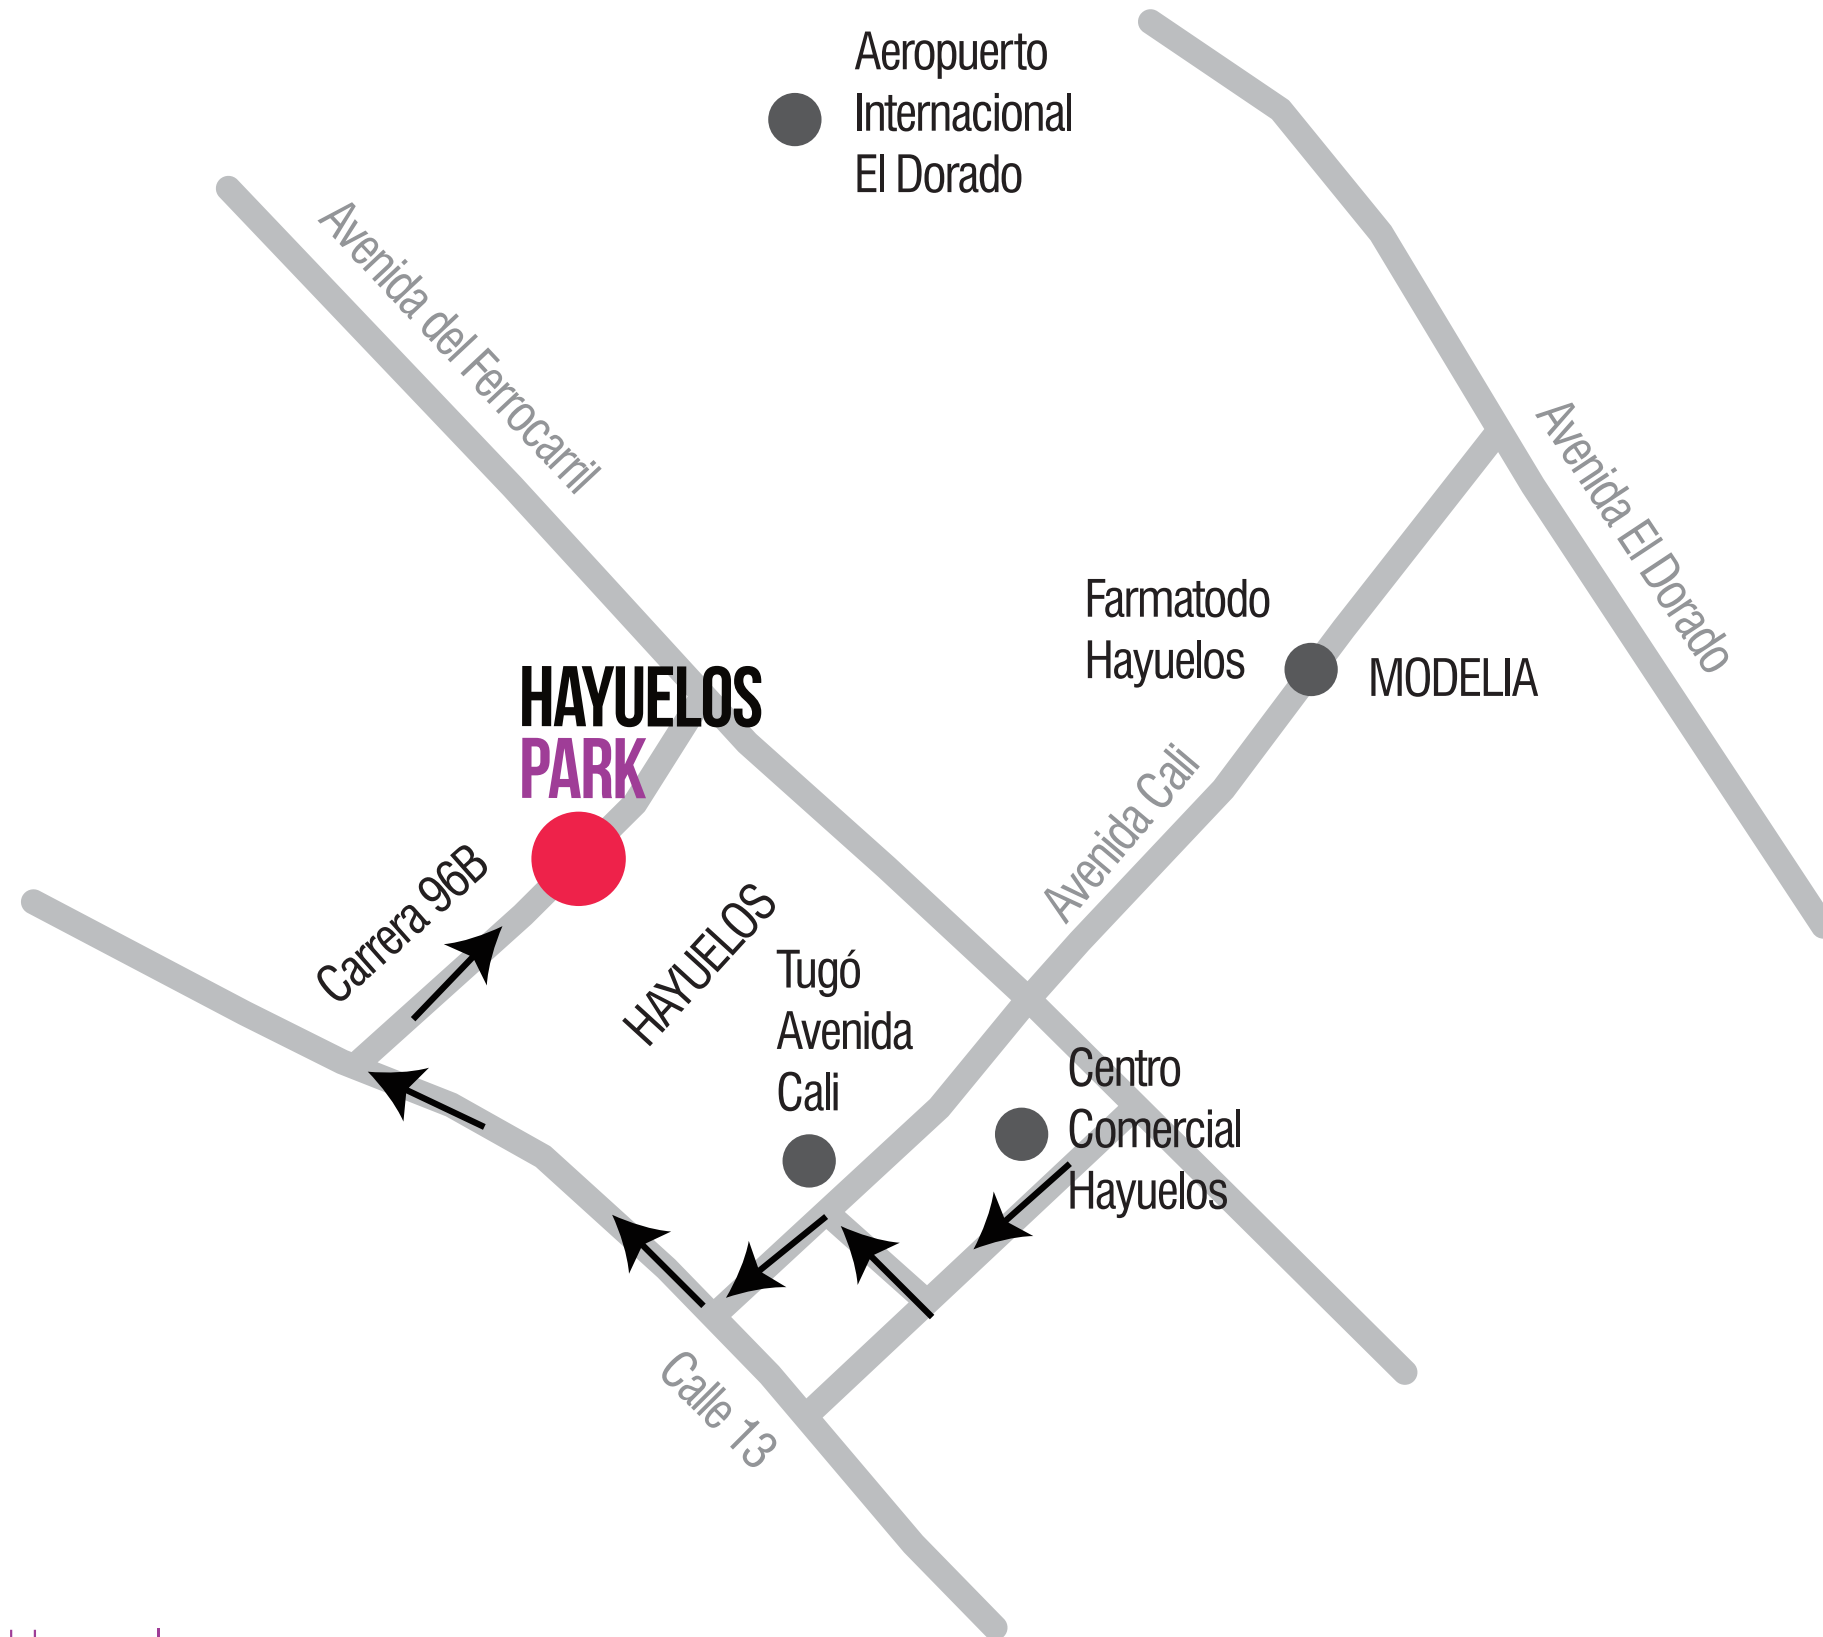 Aeropuerto
Internacional
El Dorado
Avenida del Ferrocarril
Avenida El Dorado
Farmatodo
Hayuelos
MODELIA
HAYUELOS
PARK
Avenida Cali
Carrera 96B
HAYUELOS
Tugó
Avenida
Cali
Centro
Comercial
Hayuelos
Calle 13